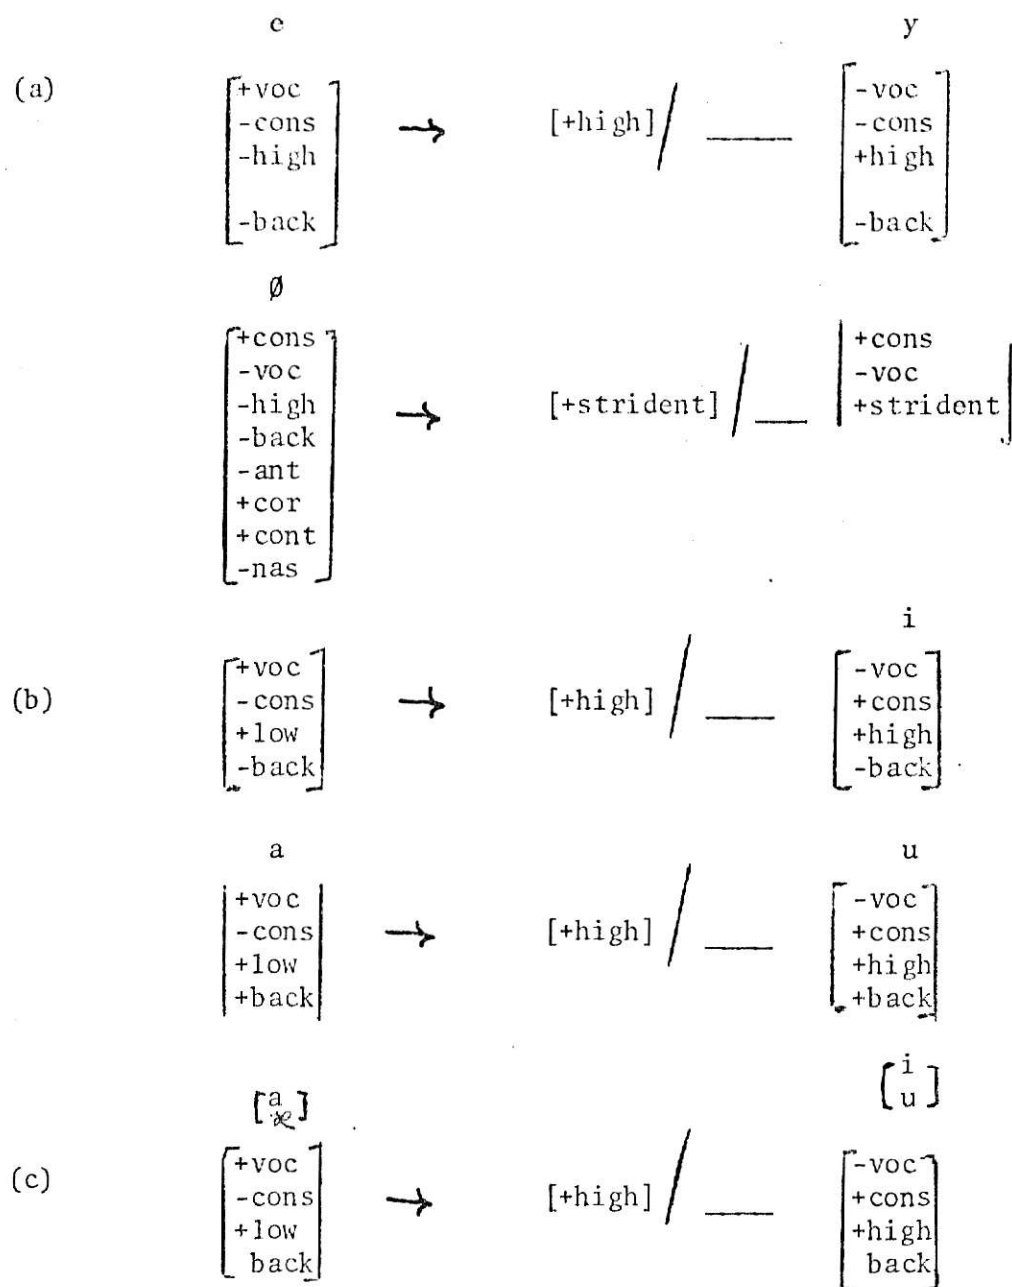 e y
(a) [+voc -cons -high -back] → [+high] / ___ [-voc -cons +high -back]
Ø
[+cons -voc -high -back -ant +cor +cont -nas] → [+strident] / ___ [+cons -voc +strident]
i
(b) [+voc -cons +low -back] → [+high] / ___ [-voc +cons +high -back]
a u
[+voc -cons +low +back] → [+high] / ___ [-voc +cons +high +back]
[a æ] [i u]
(c) [+voc -cons +low back] → [+high] / ___ [-voc +cons +high back]